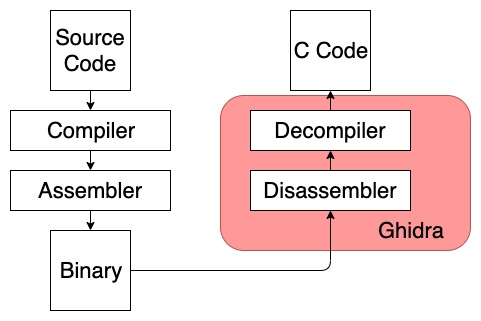 Source
Code
Compiler
Assembler
Binary
C Code
Decompiler
Disassembler
Ghidra